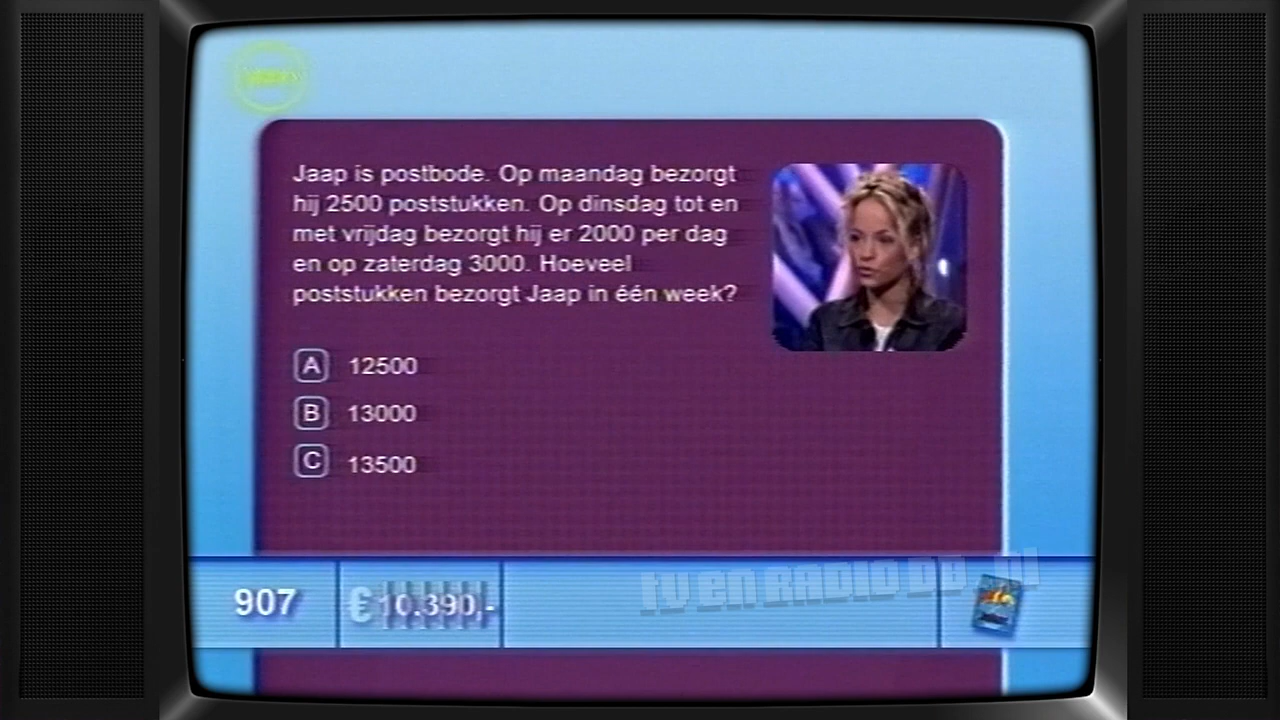 Jaap is postbode. Op maandag bezorgt
hij 2500 poststukken. Op dinsdag tot en
met vrijdag bezorgt hij er 2000 per dag
en op zaterdag 3000. Hoeveel
poststukken bezorgt Jaap in één week?
A 12500
B 13000
C 13500
907
€ 10.390,-
TV en RADIO DB .nl